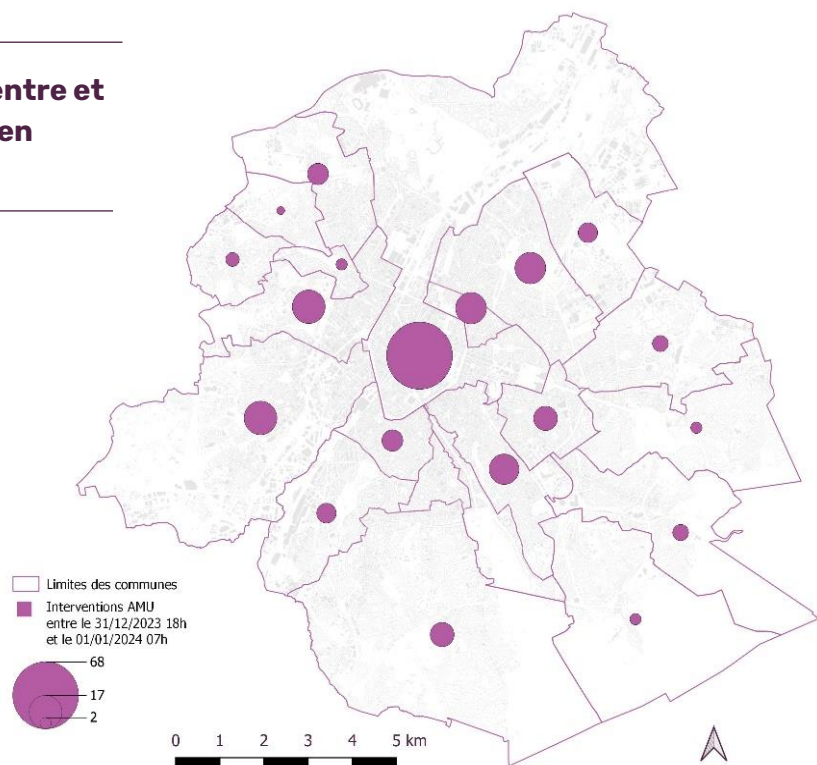 entre et
en
Limites des communes
Interventions AMU
entre le 31/12/2023 18h
et le 01/01/2024 07h
68
17
2
0 1 2 3 4 5 km